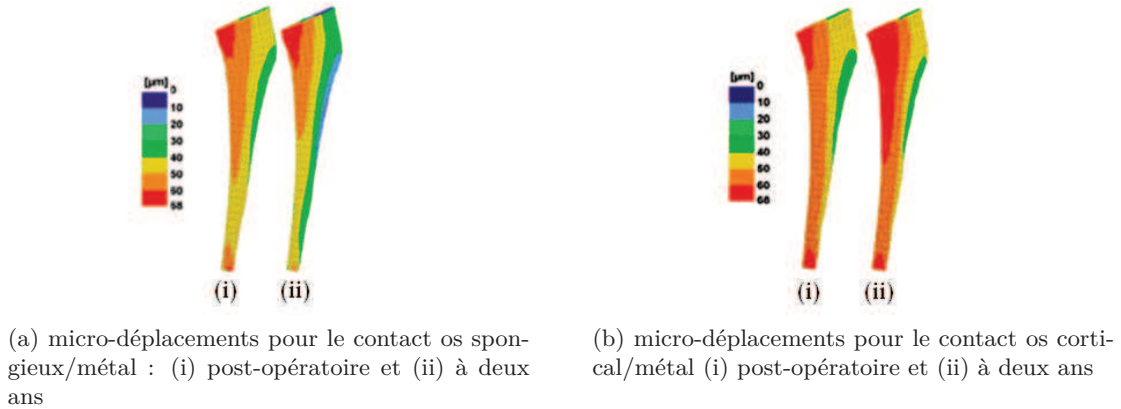 [µm]
0
10
20
30
40
50
60
68
(i)
(ii)
(a) micro-déplacements pour le contact os spon-
gieux/métal : (i) post-opératoire et (ii) à deux
ans
[µm]
0
10
20
30
40
50
60
68
(i)
(ii)
(b) micro-déplacements pour le contact os corti-
cal/métal (i) post-opératoire et (ii) à deux ans